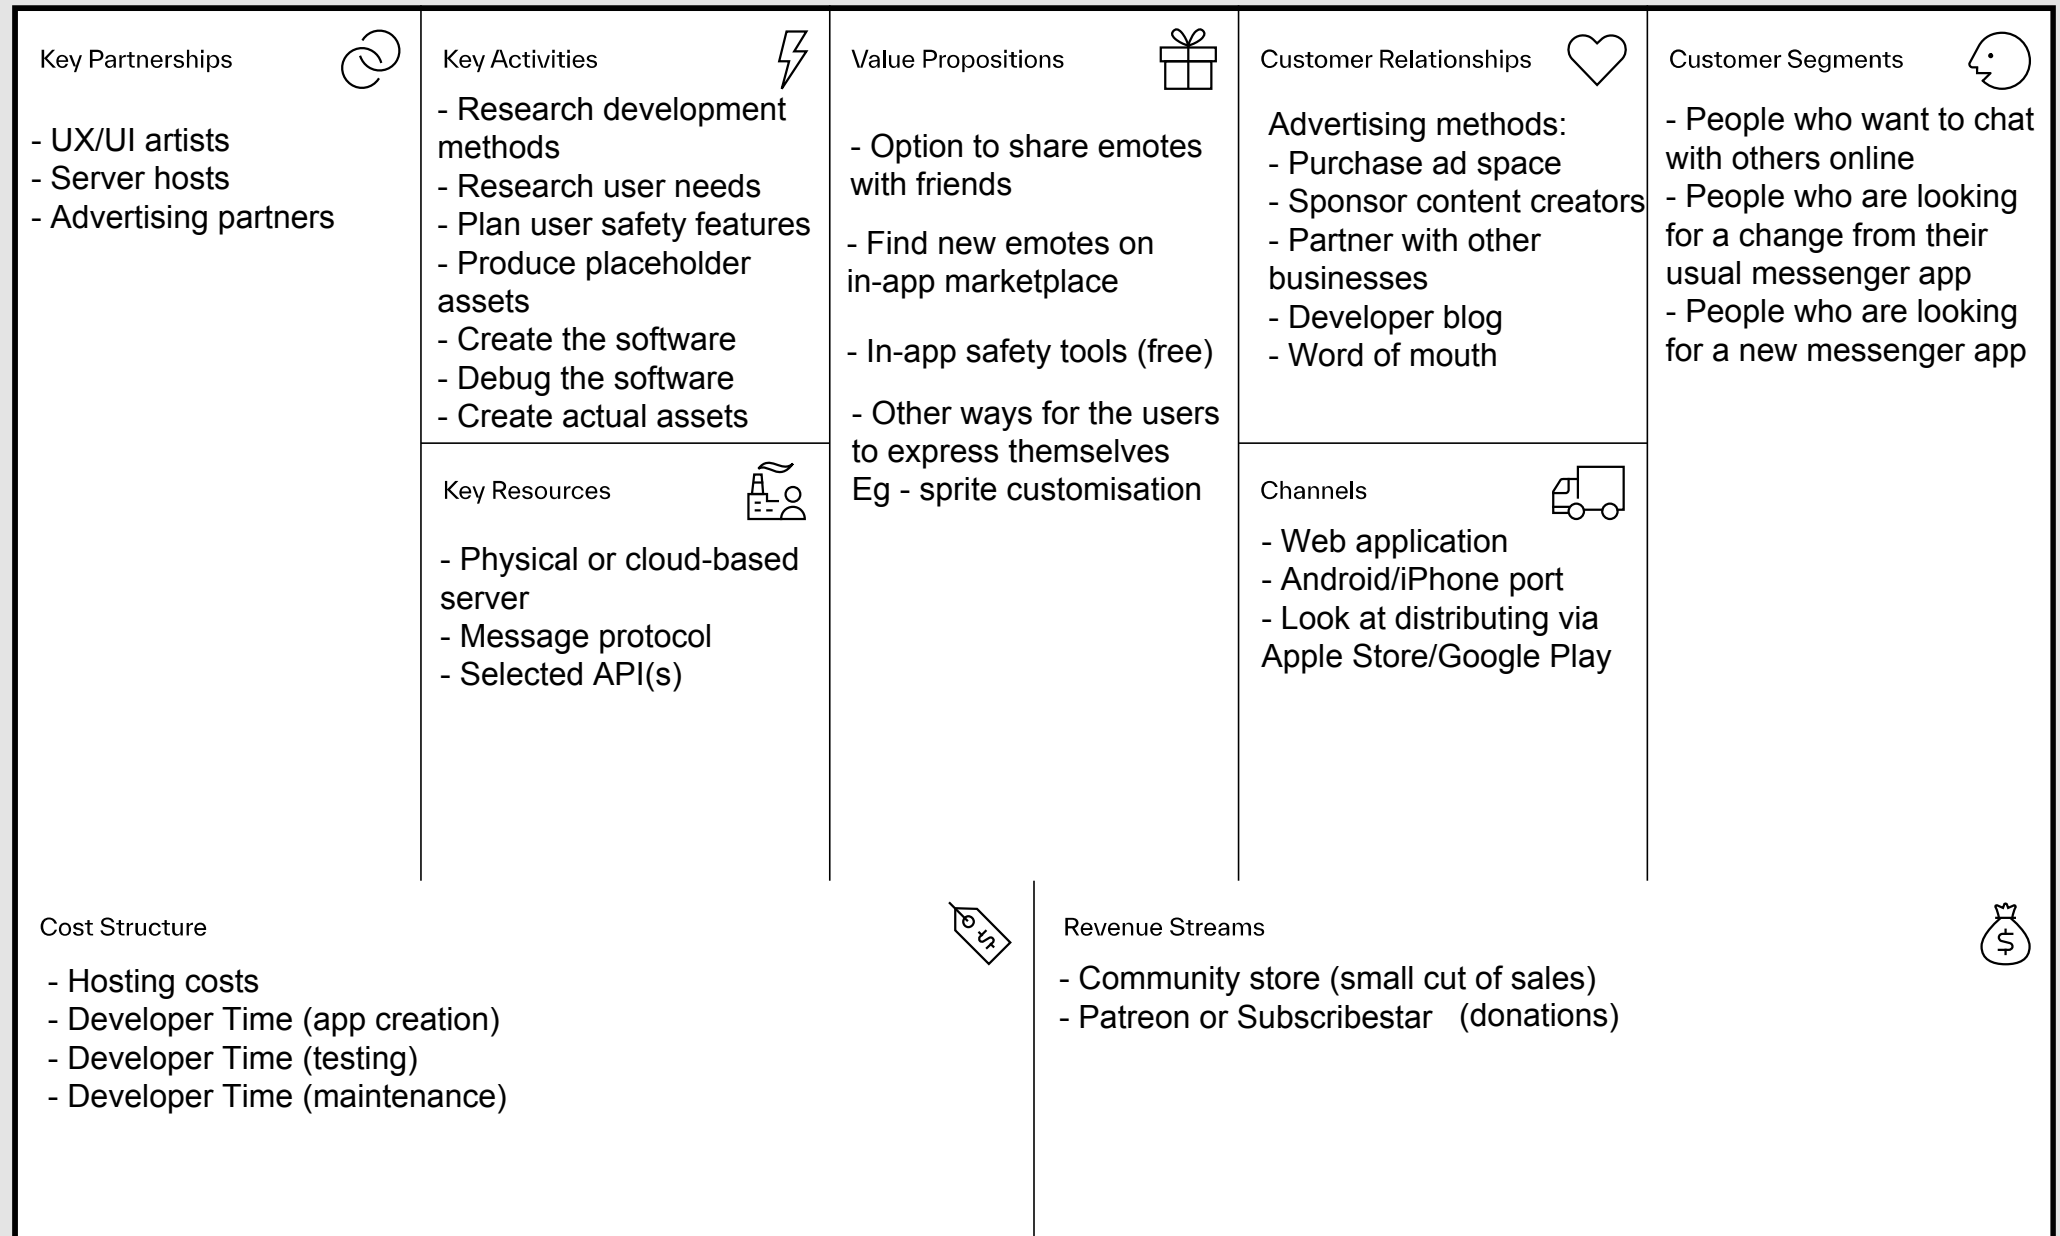 Key Partnerships
- UX/UI artists
- Server hosts
- Advertising partners
Key Activities
- Research development
methods
- Research user needs
- Plan user safety features
- Produce placeholder
assets
- Create the software
- Debug the software
- Create actual assets
Key Resources
- Physical or cloud-based
server
- Message protocol
- Selected API(s)
Value Propositions
- Option to share emotes
with friends
- Find new emotes on
in-app marketplace
- In-app safety tools (free)
- Other ways for the users
to express themselves
Eg - sprite customisation
Customer Relationships
Advertising methods:
- Purchase ad space
- Sponsor content creators
- Partner with other
businesses
- Developer blog
- Word of mouth
Channels
- Web application
- Android/iPhone port
- Look at distributing via
Apple Store/Google Play
Customer Segments
- People who want to chat
with others online
- People who are looking
for a change from their
usual messenger app
- People who are looking
for a new messenger app
Cost Structure
- Hosting costs
- Developer Time (app creation)
- Developer Time (testing)
- Developer Time (maintenance)
Revenue Streams
- Community store (small cut of sales)
- Patreon or Subscribestar (donations)